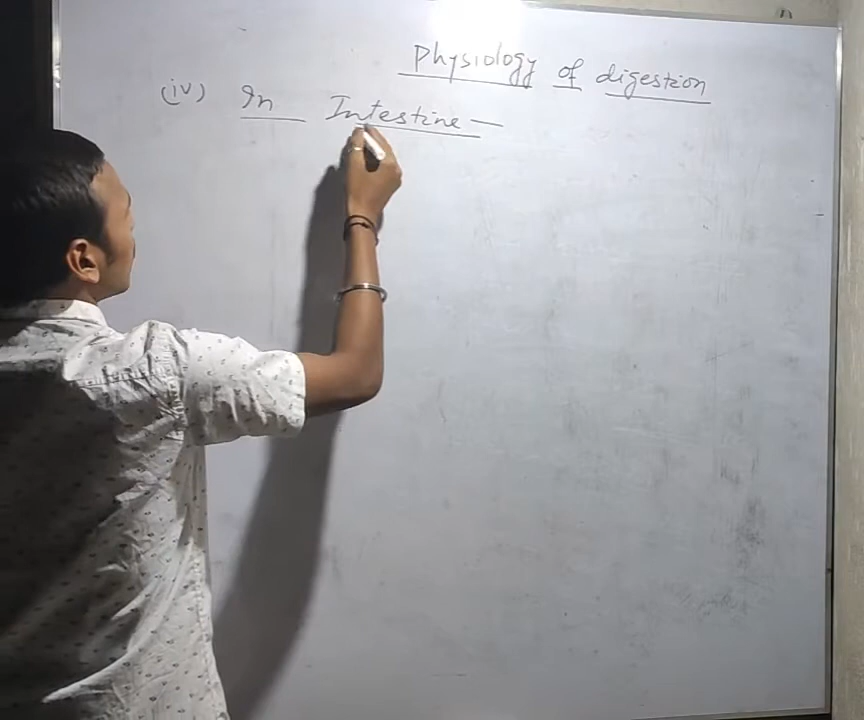 Physiology of digestion
(iv) In Intestine —